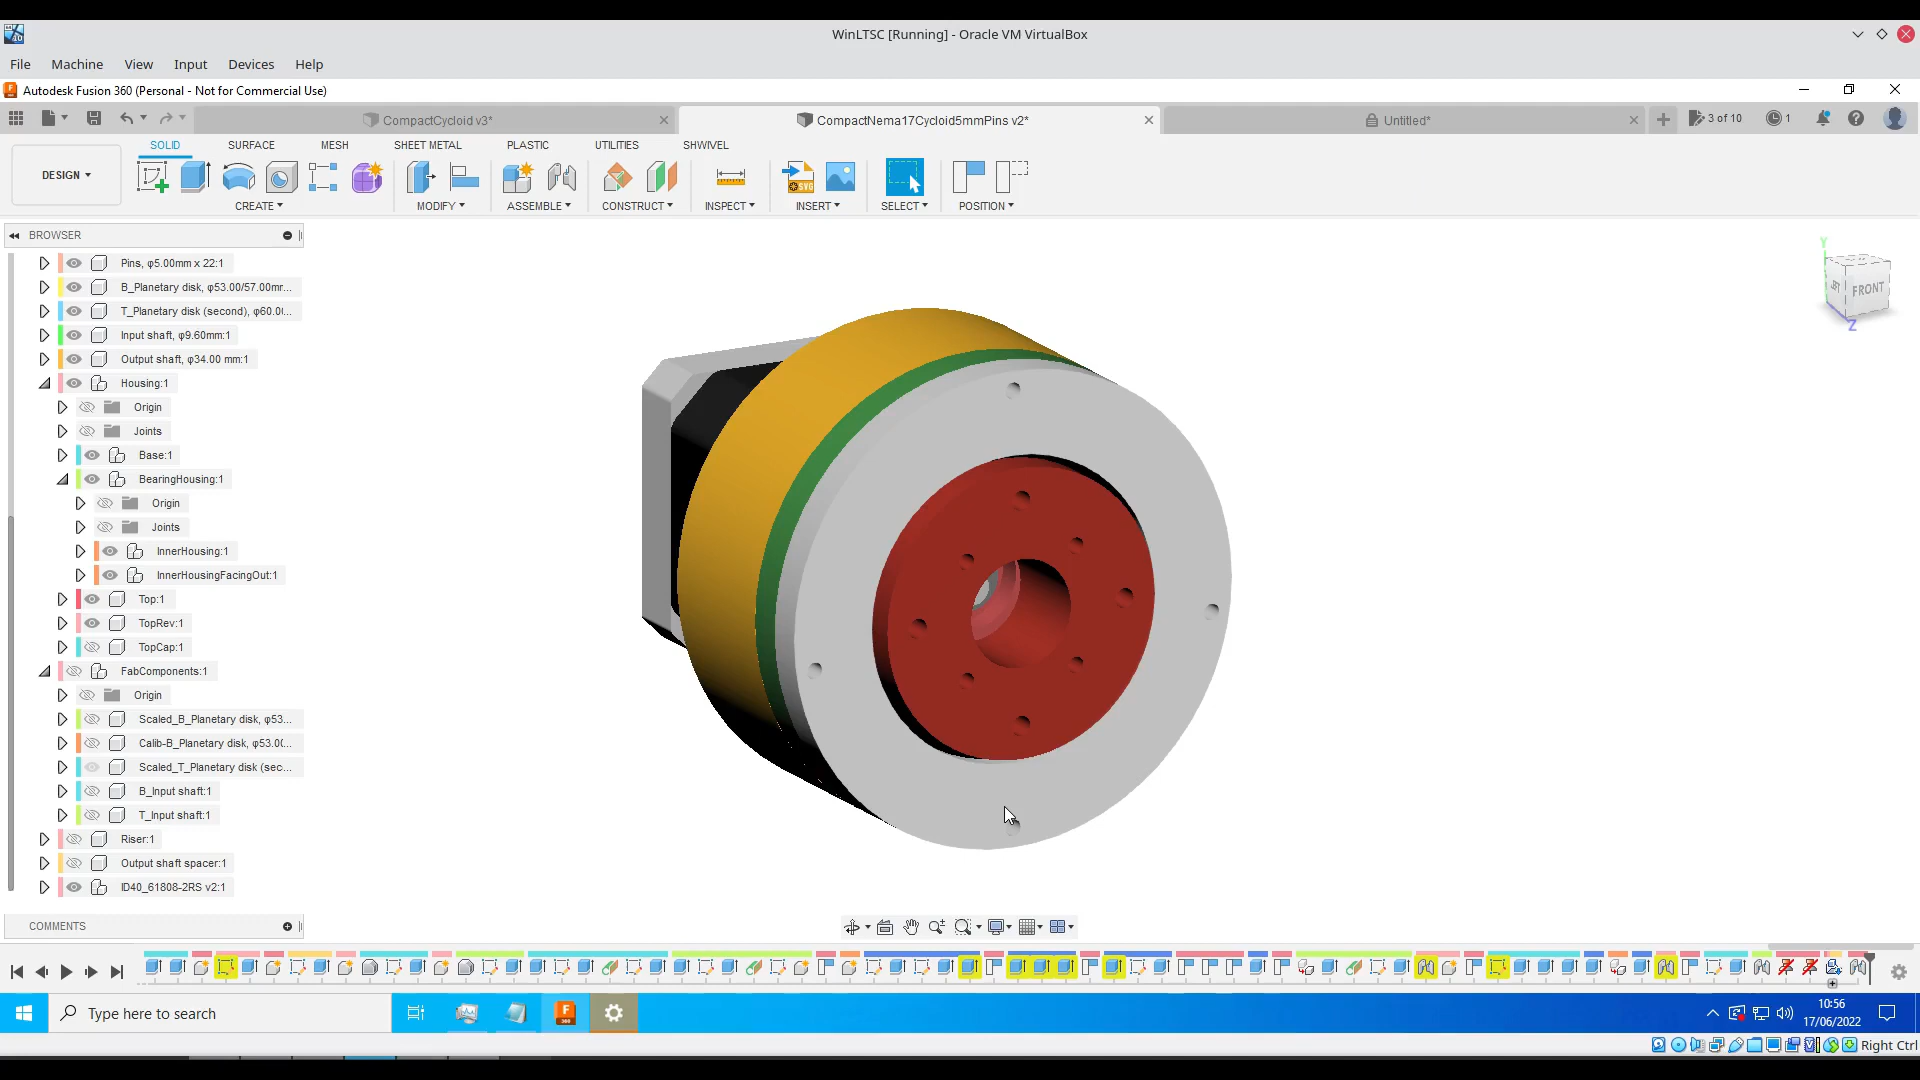 WinLTSC [Running] - Oracle VM VirtualBox
File Machine View Input Devices Help
Autodesk Fusion 360 (Personal - Not for Commercial Use)
CompactCycloid v3*
CompactNema17Cycloid5mmPins v2*
Untitled*
3 of 10
1
SOLID SURFACE MESH SHEET METAL PLASTIC UTILITIES SHWIVEL
DESIGN
CREATE MODIFY ASSEMBLE CONSTRUCT INSPECT INSERT SELECT POSITION
BROWSER
Pins, φ5.00mm x 22:1
B_Planetary disk, φ53.00/57.00mr...
T_Planetary disk (second), φ60.0(...
Input shaft, φ9.60mm:1
Output shaft, φ34.00 mm:1
Housing:1
Origin
Joints
Base:1
BearingHousing:1
Origin
Joints
InnerHousing:1
InnerHousingFacingOut:1
Top:1
TopRev:1
TopCap:1
FabComponents:1
Origin
Scaled_B_Planetary disk, φ53...
Calib-B_Planetary disk, φ53.0(...
Scaled_T_Planetary disk (sec...
B_Input shaft:1
T_Input shaft:1
Riser:1
Output shaft spacer:1
ID40_61808-2RS v2:1
COMMENTS
Y
FRONT
Z
Type here to search
10:56
17/06/2022
Right Ctrl